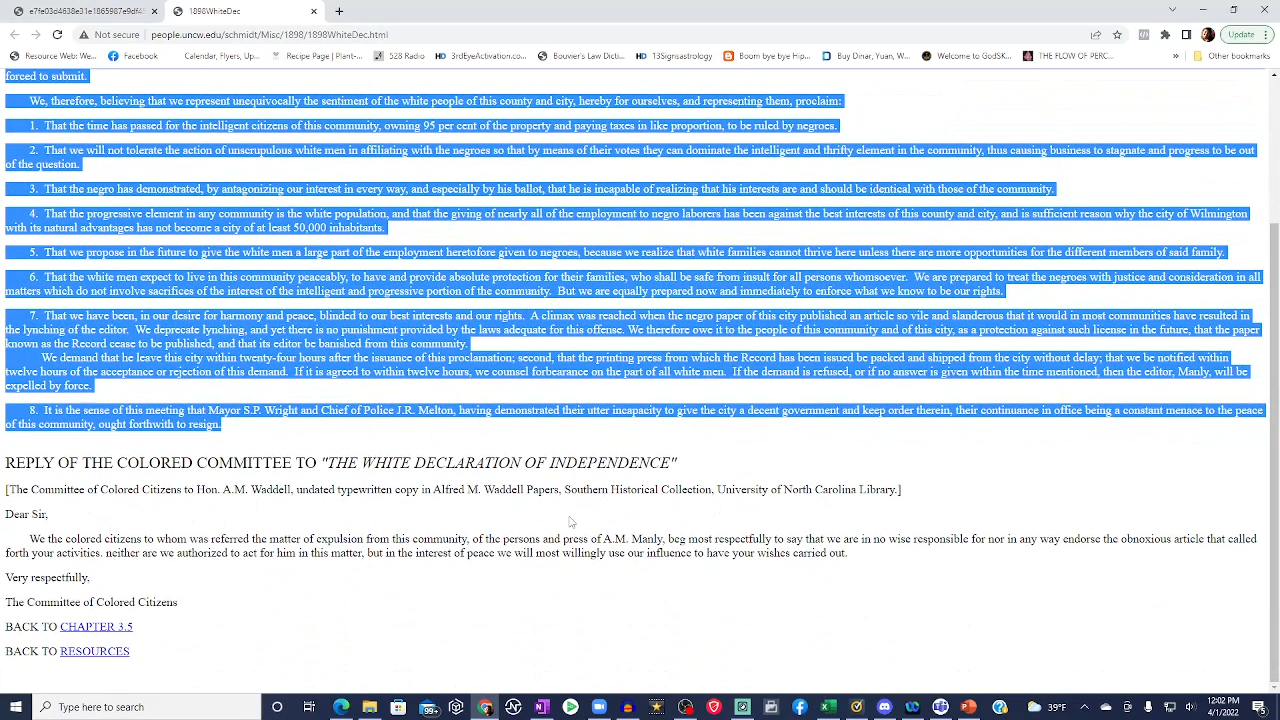 e7fe03d4638e31e1865987e9df4
1898WhiteDec
Not secure
people.uncw.edu/schmidt/Misc/1898/1898WhiteDec.html
Update
Resource Web: We...
Facebook
Calendar, Flyers, Up...
Recipe Page | Plant-...
528 Radio
HD 3rdEyeActivation.co...
Bouvier's Law Dicti...
HD 13Signsastrology
Boom bye bye Hip...
Buy Dinar, Yuan, W...
Welcome to GodSK...
THE FLOW OF PERC...
»
Other bookmarks
forced to submit.
We, therefore, believing that we represent unequivocally the sentiment of the white people of this county and city, hereby for ourselves, and representing them, proclaim:
1. That the time has passed for the intelligent citizens of this community, owning 95 per cent of the property and paying taxes in like proportion, to be ruled by negroes.
2. That we will not tolerate the action of unscrupulous white men in affiliating with the negroes so that by means of their votes they can dominate the intelligent and thrifty element in the community, thus causing business to stagnate and progress to be out
of the question.
3. That the negro has demonstrated, by antagonizing our interest in every way, and especially by his ballot, that he is incapable of realizing that his interests are and should be identical with those of the community.
4. That the progressive element in any community is the white population, and that the giving of nearly all of the employment to negro laborers has been against the best interests of this county and city, and is sufficient reason why the city of Wilmington
with its natural advantages has not become a city of at least 50,000 inhabitants.
5. That we propose in the future to give the white men a large part of the employment heretofore given to negroes, because we realize that white families cannot thrive here unless there are more opportunities for the different members of said family.
6. That the white men expect to live in this community peaceably, to have and provide absolute protection for their families, who shall be safe from insult for all persons whomsoever. We are prepared to treat the negroes with justice and consideration in all
matters which do not involve sacrifices of the interest of the intelligent and progressive portion of the community. But we are equally prepared now and immediately to enforce what we know to be our rights.
7. That we have been, in our desire for harmony and peace, blinded to our best interests and our rights. A climax was reached when the negro paper of this city published an article so vile and slanderous that it would in most communities have resulted in
the lynching of the editor. We deprecate lynching, and yet there is no punishment provided by the laws adequate for this offense. We therefore owe it to the people of this community and of this city, as a protection against such license in the future, that the paper
known as the Record cease to be published, and that its editor be banished from this community.
We demand that he leave this city within twenty-four hours after the issuance of this proclamation; second, that the printing press from which the Record has been issued be packed and shipped from the city without delay; that we be notified within
twelve hours of the acceptance or rejection of this demand. If it is agreed to within twelve hours, we counsel forbearance on the part of all white men. If the demand is refused, or if no answer is given within the time mentioned, then the editor, Manly, will be
expelled by force.
8. It is the sense of this meeting that Mayor S.P. Wright and Chief of Police J.R. Melton, having demonstrated their utter incapacity to give the city a decent government and keep order therein, their continuance in office being a constant menace to the peace
of this community, ought forthwith to resign.
REPLY OF THE COLORED COMMITTEE TO "THE WHITE DECLARATION OF INDEPENDENCE"
[The Committee of Colored Citizens to Hon. A.M. Waddell, undated typewritten copy in Alfred M. Waddell Papers, Southern Historical Collection, University of North Carolina Library.]
Dear Sir,
We the colored citizens to whom was referred the matter of expulsion from this community, of the persons and press of A.M. Manly, beg most respectfully to say that we are in no wise responsible for nor in any way endorse the obnoxious article that called
forth your activities. neither are we authorized to act for him in this matter, but in the interest of peace we will most willingly use our influence to have your wishes carried out.
Very respectfully,
The Committee of Colored Citizens
BACK TO CHAPTER 3.5
BACK TO RESOURCES
Type here to search
99+
39°F
12:02 PM
4/1/2022